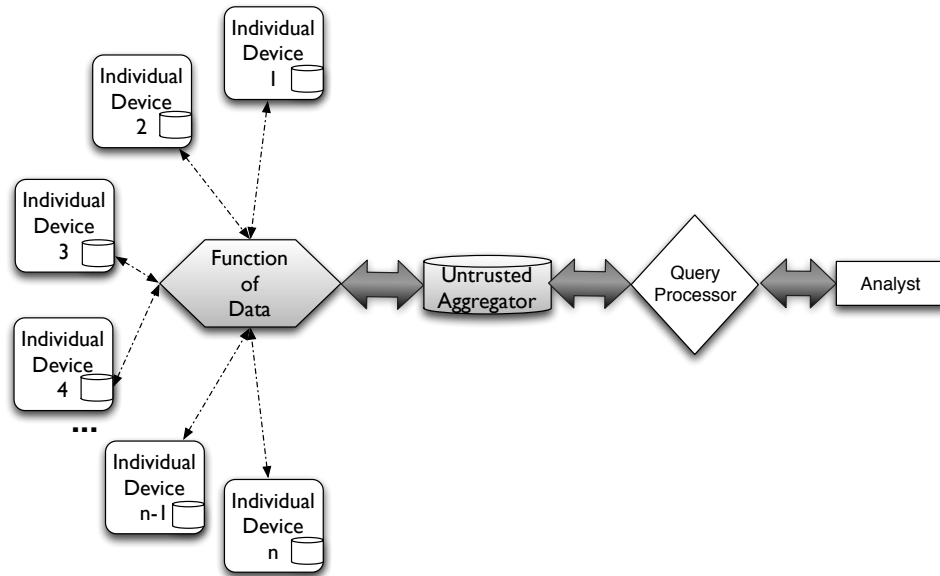 Individual
Device
1
Individual
Device
2
Individual
Device
3
Individual
Device
4
...
Individual
Device
n-1
Individual
Device
n
Function
of
Data
Untrusted
Aggregator
Query
Processor
Analyst